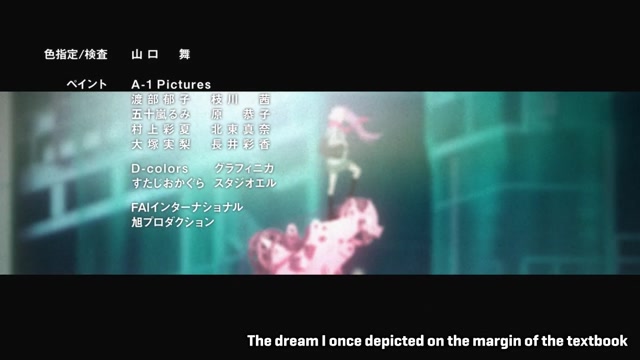 色指定/検査 山口 舞
ペイント A-1 Pictures
渡部郁子 枝川 茜
五十嵐るみ 原 恭子
村上彩夏 北東真奈
大塚実梨 長井彩香
D-colors グラフィニカ
すたじおかぐら スタジオエル
FAIインターナショナル
旭プロダクション
The dream I once depicted on the margin of the textbook